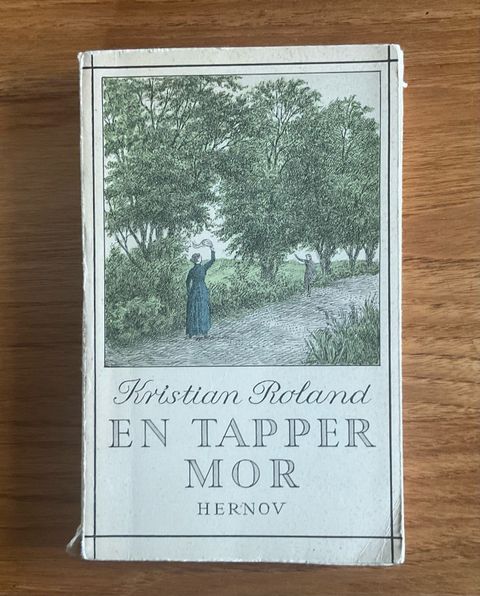 Kristian Roland
EN TAPPER
MOR
HERNOV